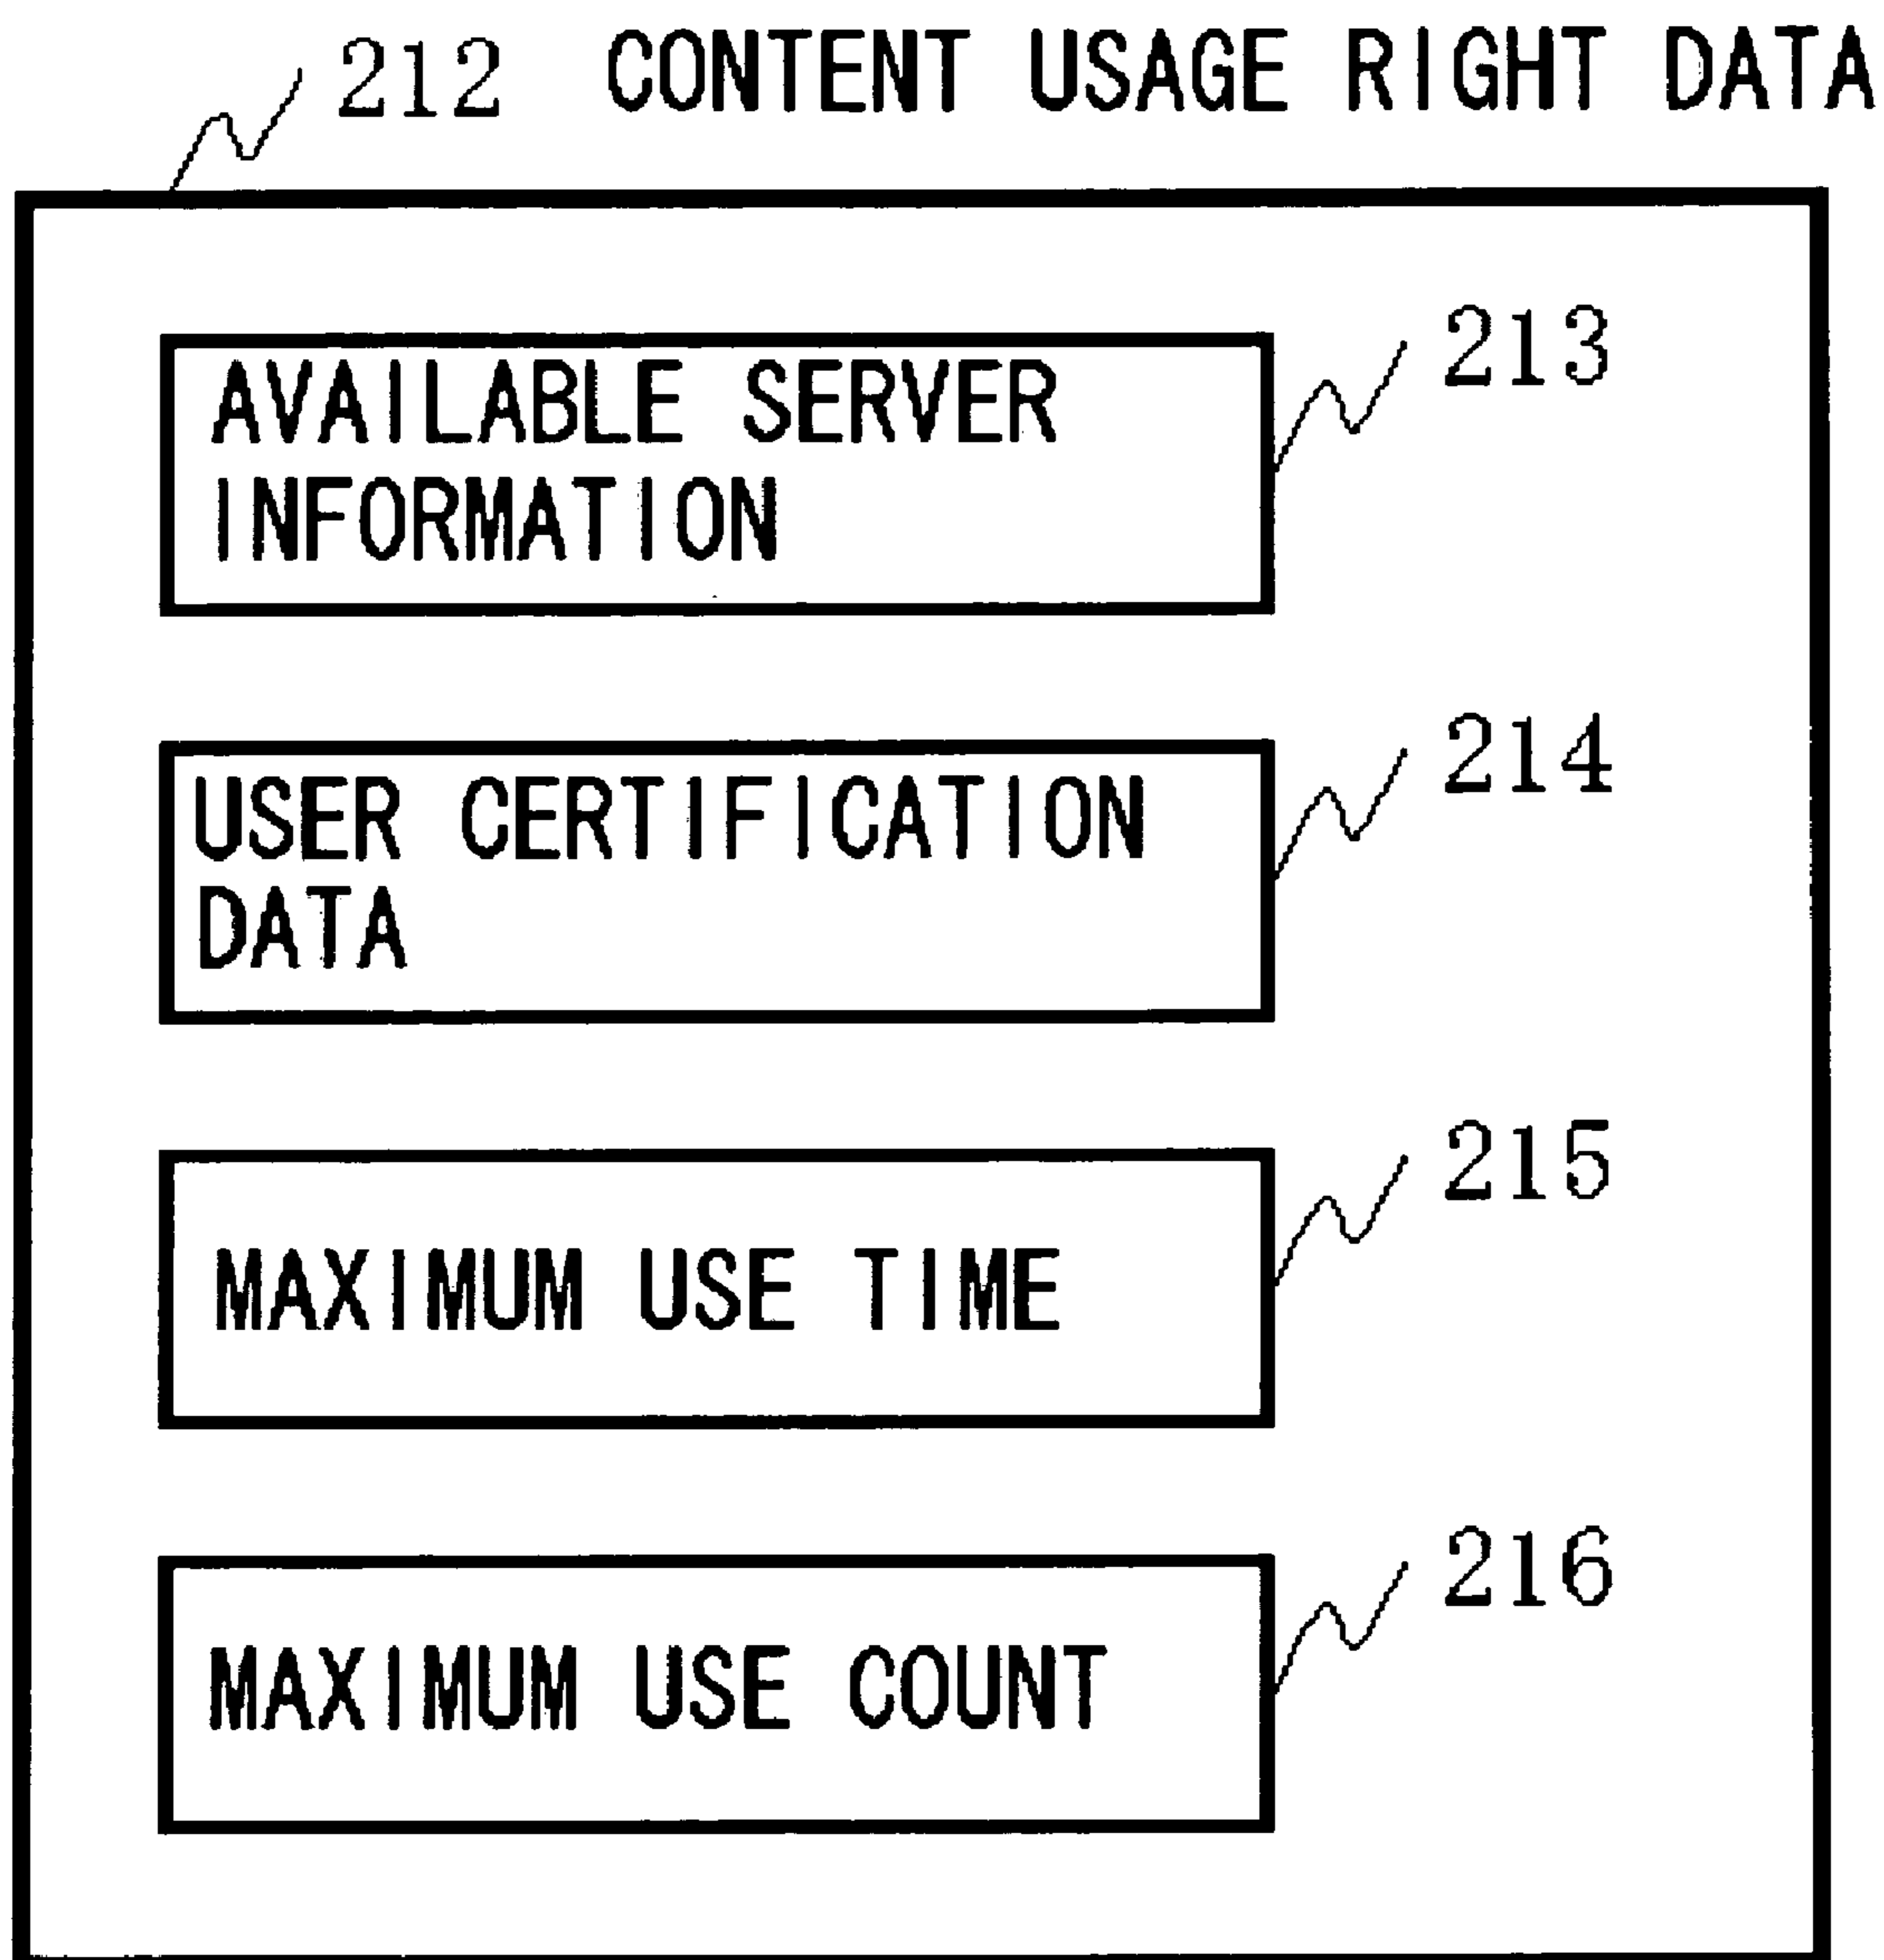 212 CONTENT USAGE RIGHT DATA
AVAILABLE SERVER
INFORMATION
213
USER CERTIFICATION
DATA
214
MAXIMUM USE TIME
215
MAXIMUM USE COUNT
216